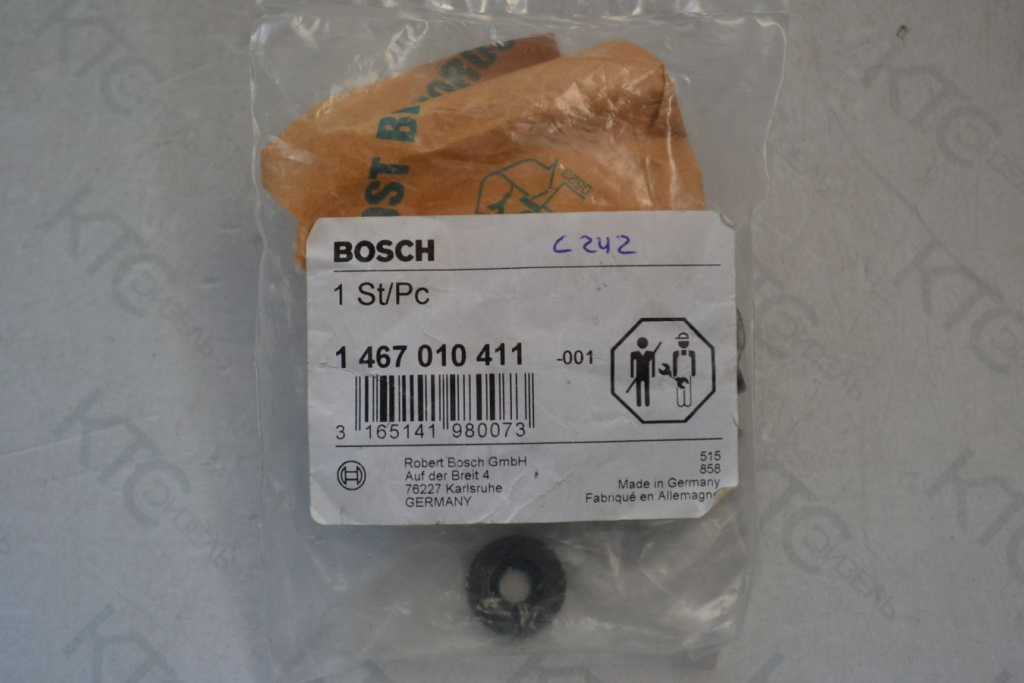 BOSCH
C 242
1 St/Pc
1 467 010 411 -001
3 165141 980073
Robert Bosch GmbH
Auf der Breit 4
76227 Karlsruhe
GERMANY
515
858
Made in Germany
Fabriqué en Allemagne